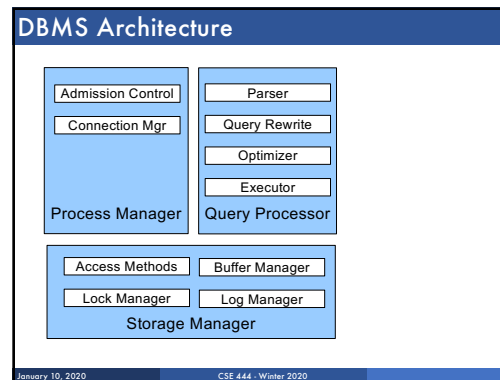 DBMS Architecture
Admission Control
Connection Mgr
Process Manager
Parser
Query Rewrite
Optimizer
Executor
Query Processor
Access Methods
Buffer Manager
Lock Manager
Log Manager
Storage Manager
January 10, 2020
CSE 444 - Winter 2020